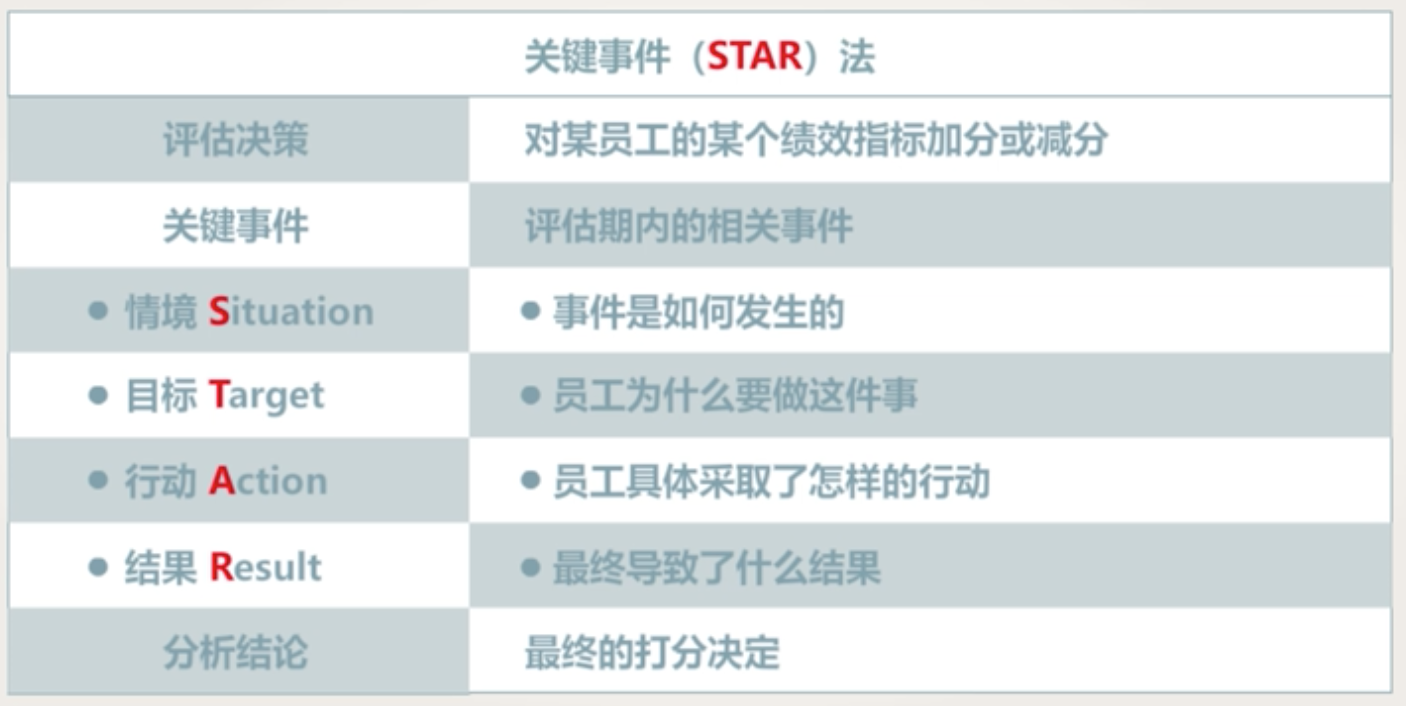 关键事件（STAR）法
评估决策 对某员工的某个绩效指标加分或减分
关键事件 评估期内的相关事件
● 情境 Situation ● 事件是如何发生的
● 目标 Target ● 员工为什么要做这件事
● 行动 Action ● 员工具体采取了怎样的行动
● 结果 Result ● 最终导致了什么结果
分析结论 最终的打分决定